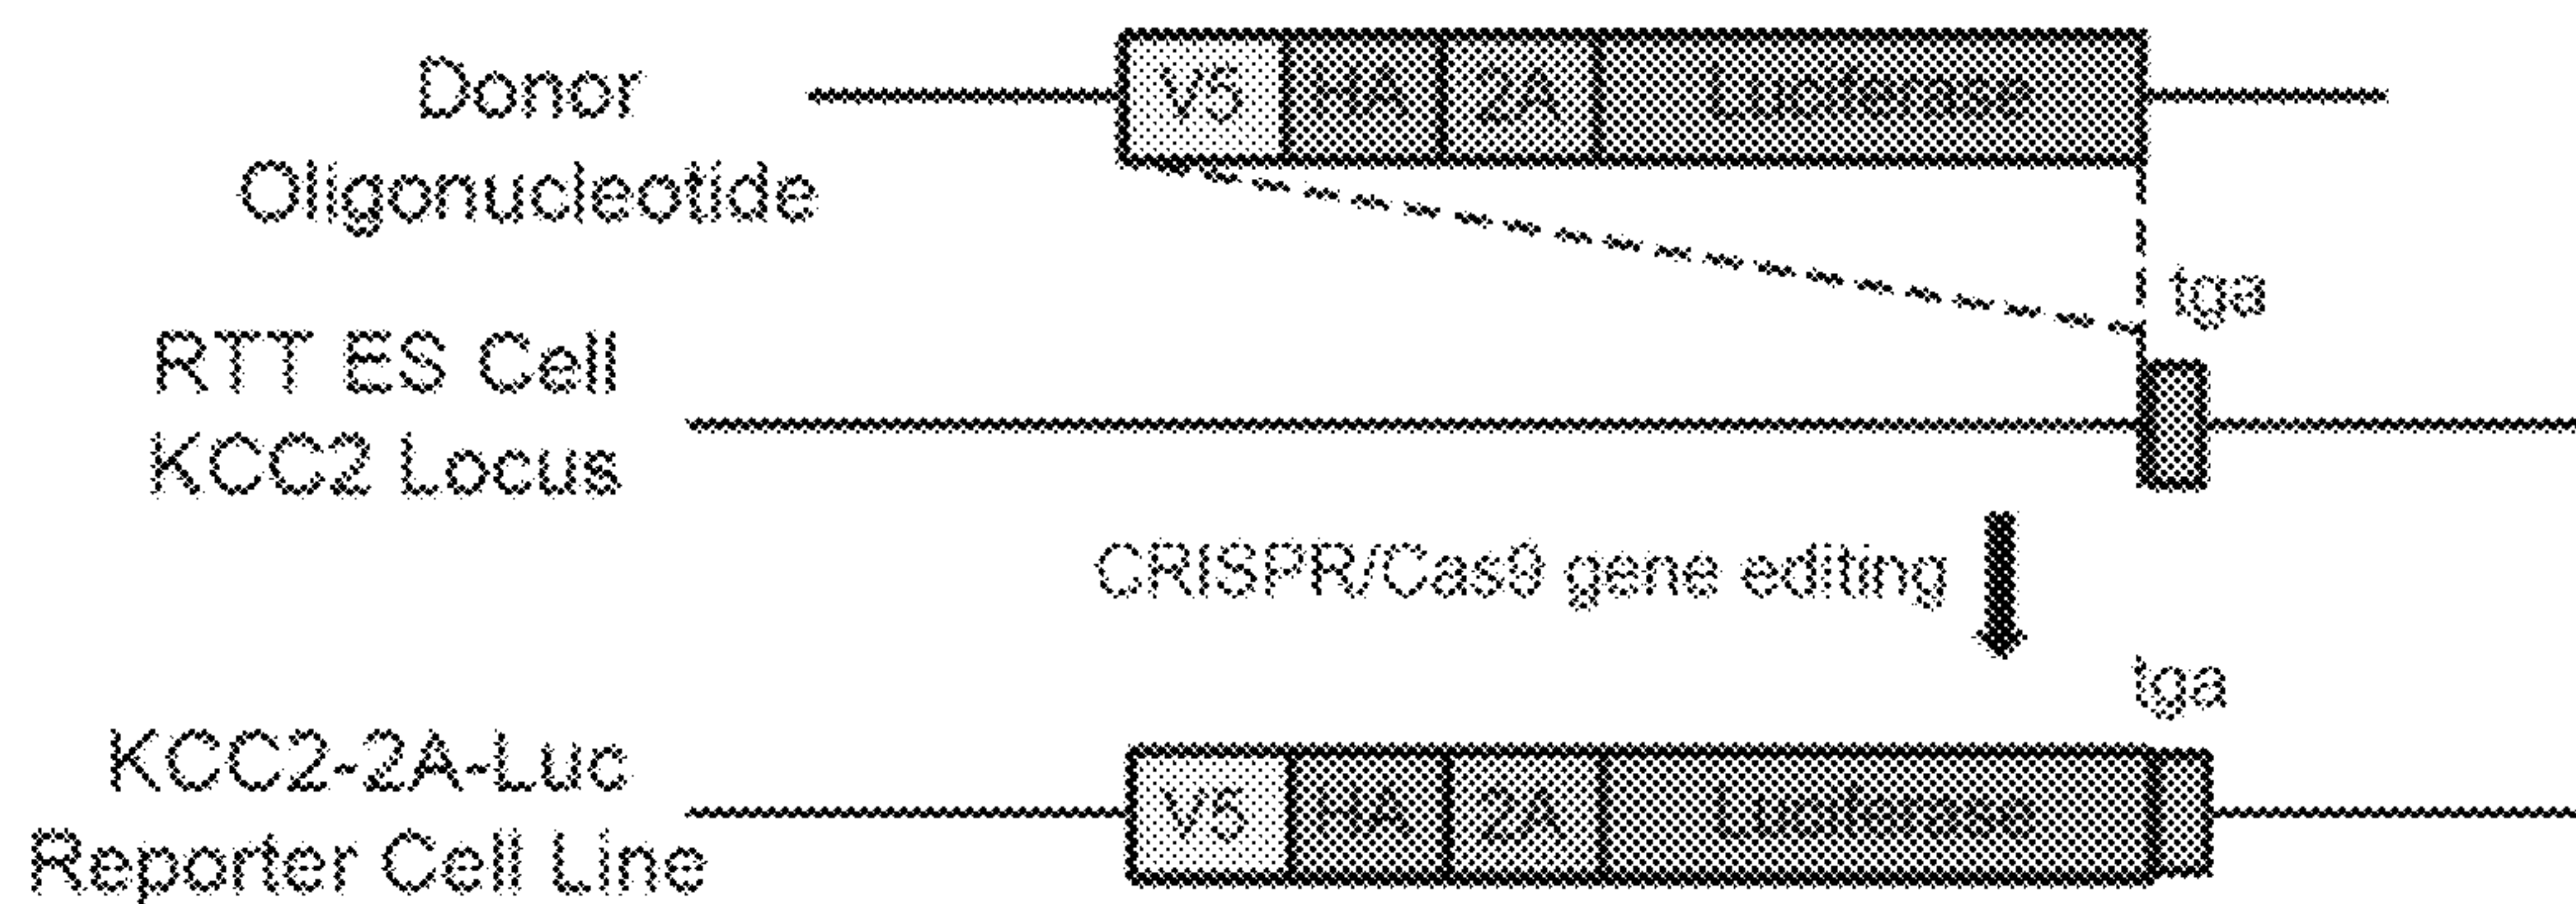 Donor
Oligonucleotide
V5 HA 2A Luciferase
tga
RTT ES Cell
KCC2 Locus
CRISPR/Cas9 gene editing
tga
KCC2-2A-Luc
Reporter Cell Line
V5 HA 2A Luciferase